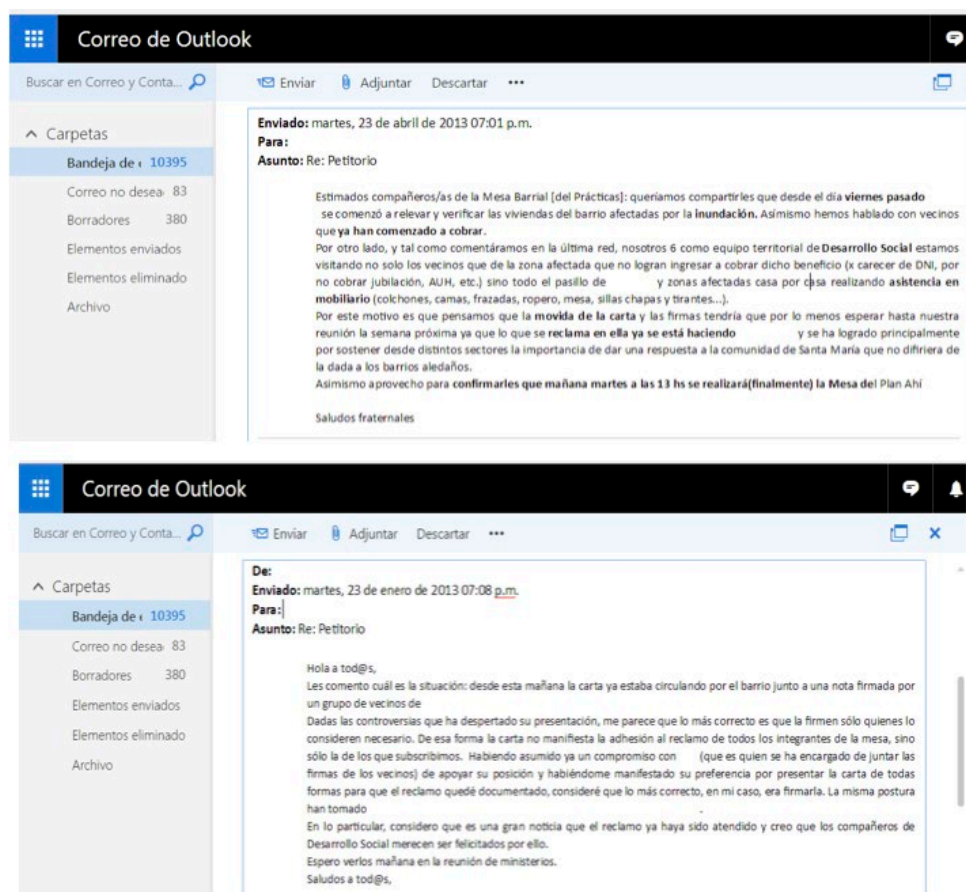 Correo de Outlook
Buscar en Correo y Conta...
Enviar Adjuntar Descartar •••
Carpetas
Bandeja de e 10395
Correo no desea 83
Borradores 380
Elementos enviados
Elementos eliminado
Archivo
Enviado: martes, 23 de abril de 2013 07:01 p.m.
Para:
Asunto: Re: Petitorio
Estimados compañeros/as de la Mesa Barrial [del Prácticas]: queríamos compartirles que desde el día viernes pasado
se comenzó a relevar y verificar las viviendas del barrio afectadas por la inundación. Asimismo hemos hablado con vecinos
que ya han comenzado a cobrar.
Por otro lado, y tal como comentáramos en la última red, nosotros 6 como equipo territorial de Desarrollo Social estamos
visitando no solo los vecinos que de la zona afectada que no logran ingresar a cobrar dicho beneficio (x carecer de DNI, por
no cobrar jubilación, AUH, etc.) sino todo el pasillo de y zonas afectadas casa por casa realizando asistencia en
mobiliario (colchones, camas, frazadas, ropero, mesa, sillas chapas y tirantes...).
Por este motivo es que pensamos que la movida de la carta y las firmas tendría que por lo menos esperar hasta nuestra
reunión la semana próxima ya que lo que se reclama en ella ya se está haciendo y se ha logrado principalmente
por sostener desde distintos sectores la importancia de dar una respuesta a la comunidad de Santa María que no difiriera de
la dada a los barrios aledaños.
Asimismo aprovecho para confirmarles que mañana martes a las 13 hs se realizará(finalmente) la Mesa del Plan Ahí
Saludos fraternales
Correo de Outlook
Buscar en Correo y Conta...
Enviar Adjuntar Descartar •••
Carpetas
Bandeja de e 10395
Correo no desea 83
Borradores 380
Elementos enviados
Elementos eliminado
Archivo
De:
Enviado: martes, 23 de enero de 2013 07:08 p.m.
Para:
Asunto: Re: Petitorio
Hola a tod@s,
Les comento cuál es la situación: desde esta mañana la carta ya estaba circulando por el barrio junto a una nota firmada por
un grupo de vecinos de
Dadas las controversias que ha despertado su presentación, me parece que lo más correcto es que la firmen sólo quienes lo
consideren necesario. De esa forma la carta no manifiesta la adhesión al reclamo de todos los integrantes de la mesa, sino
sólo la de los que subscribimos. Habiendo asumido ya un compromiso con (que es quien se ha encargado de juntar las
firmas de los vecinos) de apoyar su posición y habiéndome manifestado su preferencia por presentar la carta de todas
formas para que el reclamo quedé documentado, consideré que lo más correcto, en mi caso, era firmarla. La misma postura
han tomado .
En lo particular, considero que es una gran noticia que el reclamo ya haya sido atendido y creo que los compañeros de
Desarrollo Social merecen ser felicitados por ello.
Espero verlos mañana en la reunión de ministerios.
Saludos a tod@s,